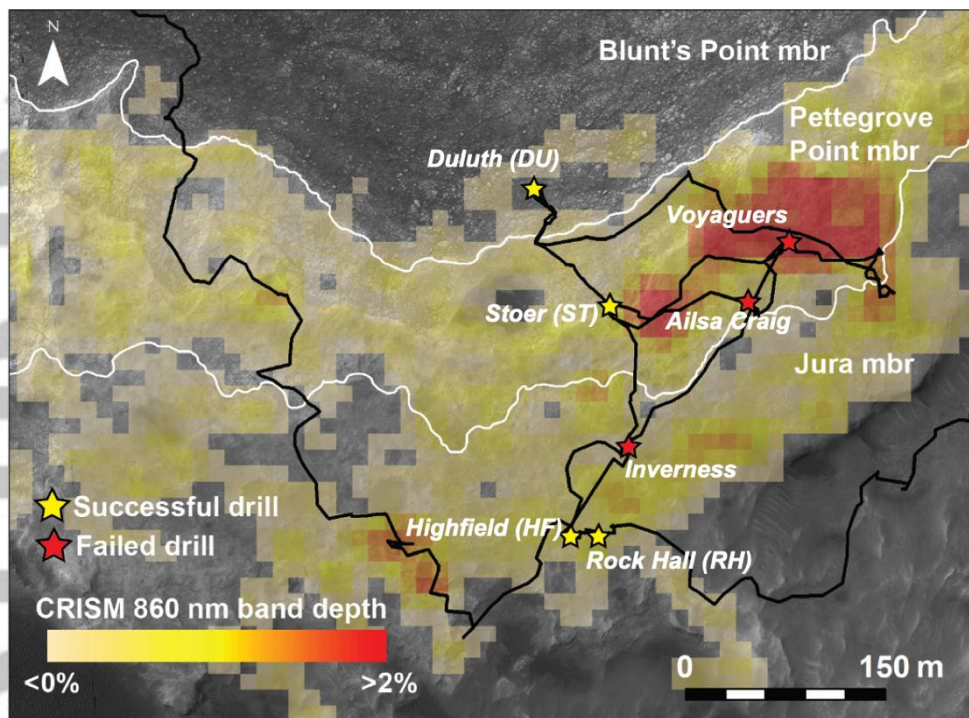 N
Blunt's Point mbr
Pettegrove
Point mbr
Duluth (DU)
Voyaguers
Stoer (ST)
Ailsa Craig
Jura mbr
Inverness
Successful drill
Highfield (HF)
Failed drill
Rock Hall (RH)
CRISM 860 nm band depth
0
150 m
<0%
>2%